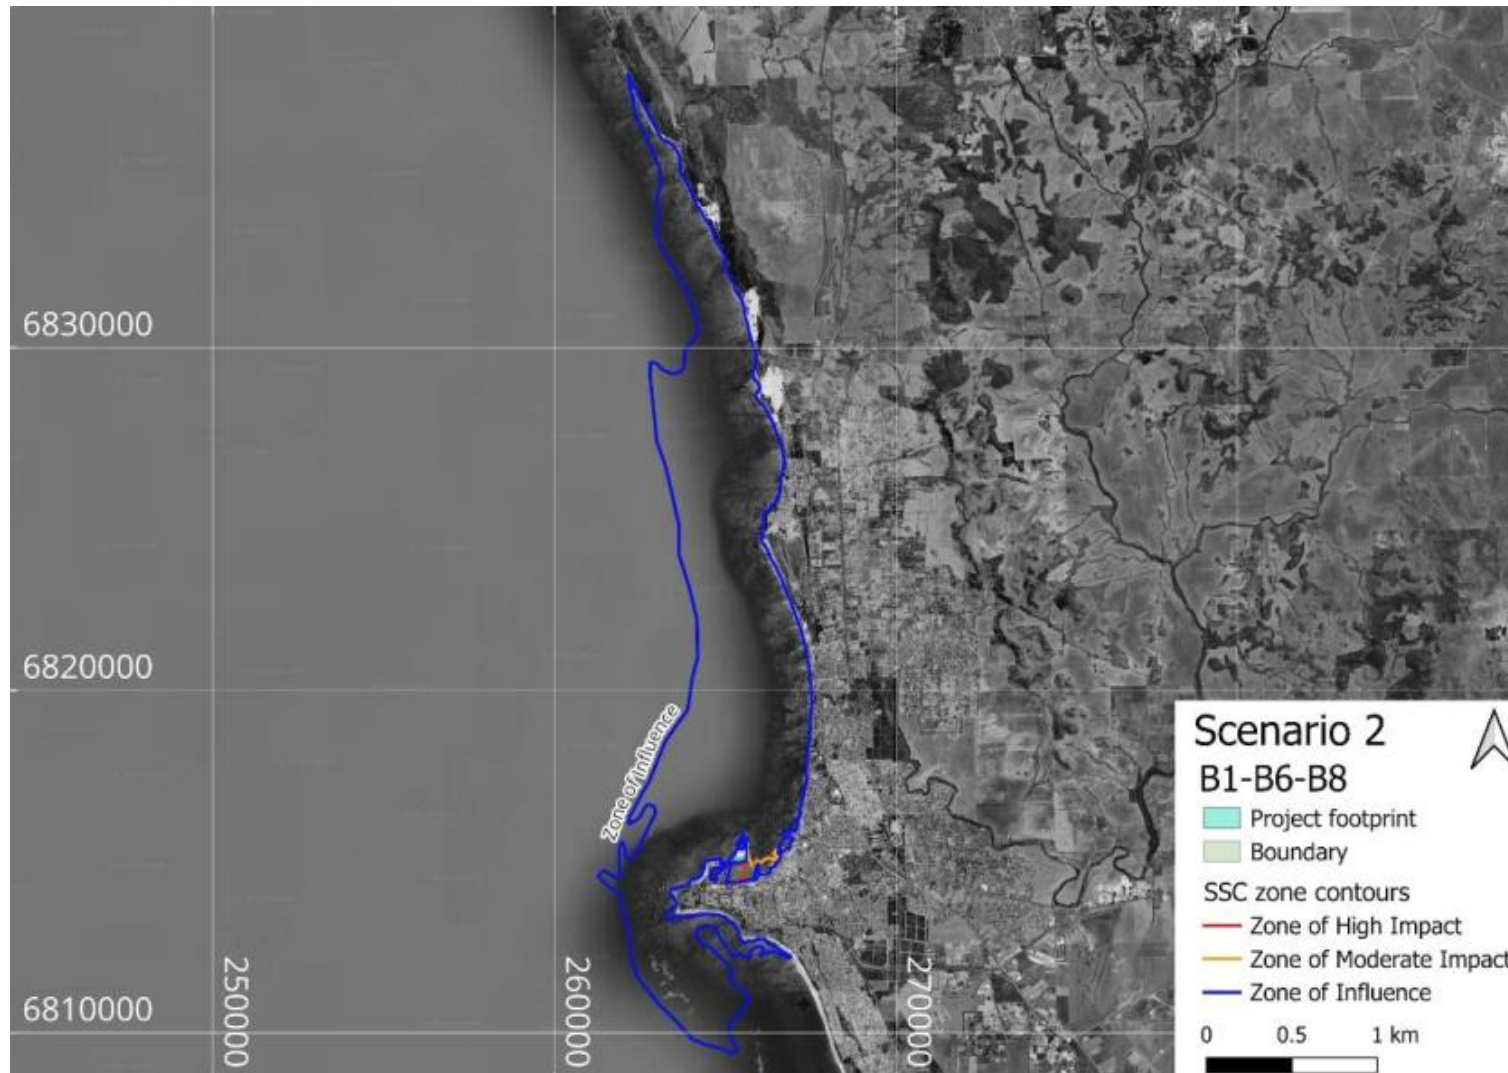 6830000
6820000
Zone of influence
6810000
250000
260000
270000
Scenario 2
B1-B6-B8
Project footprint
Boundary
SSC zone contours
Zone of High Impact
Zone of Moderate Impact
Zone of Influence
0 0.5 1 km